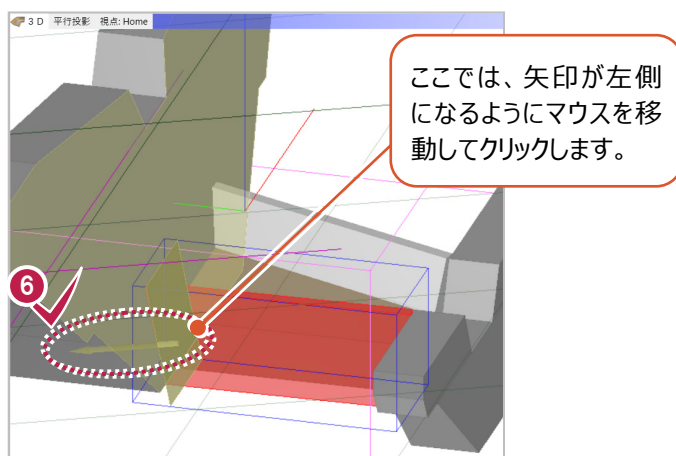 3 D 平行投影 視点: Home
ここでは、矢印が左側
になるようにマウスを移
動してクリックします。
6